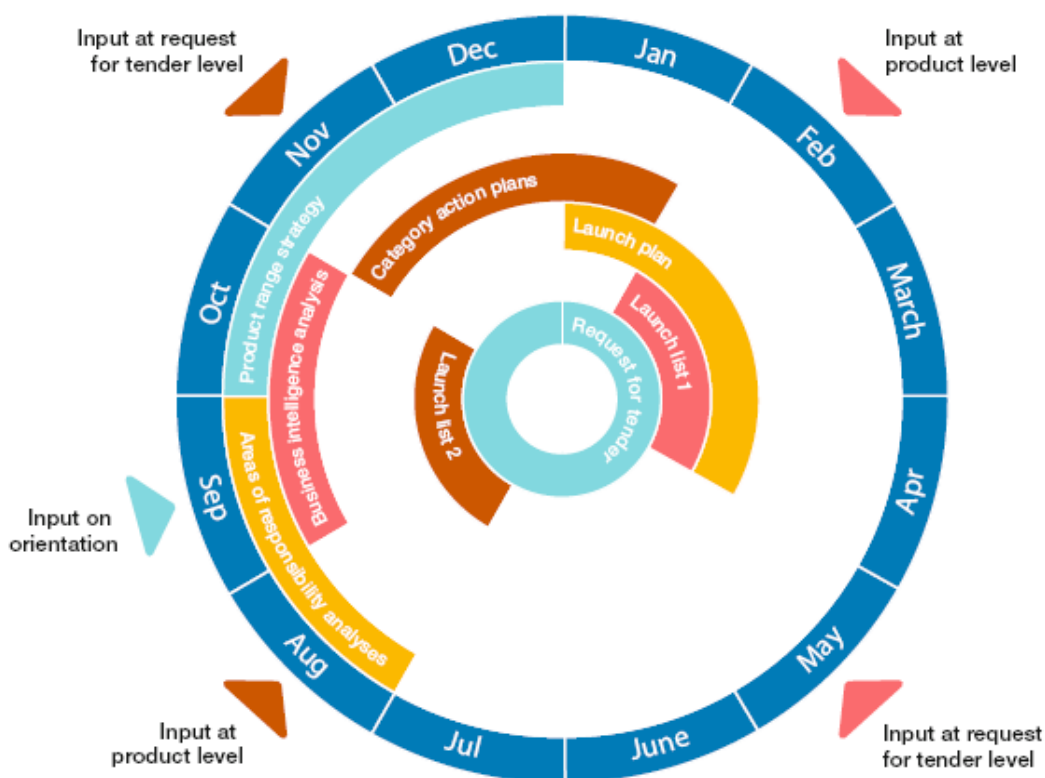 Input at request
for tender level
Input at
product level
Dec
Jan
Nov
Feb
Oct
March
Sep
Apr
Aug
May
Jul
June
Product range strategy
Category action plans
Launch plan
Business intelligence analysis
Launch list 1
Request for tender
Launch list 2
Areas of responsibility analyses
Input on
orientation
Input at
product level
Input at request
for tender level